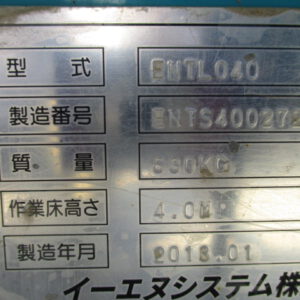 型式 ENTL040
製造番号 ENTS400272
質量 530KG
作業床高さ 4.0M
製造年月 2018.01
イーエヌシステム株